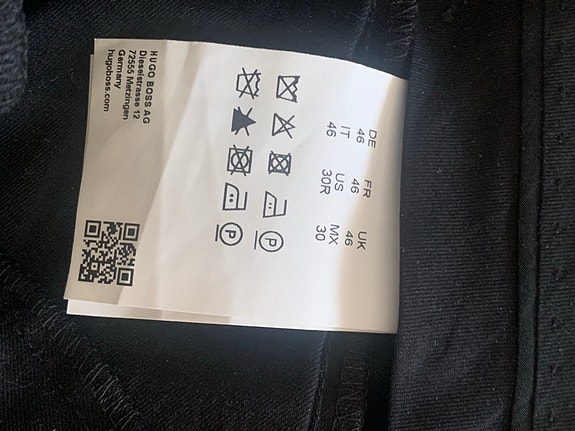 DE FR UK
46 46 46
IT US MX
46 30R 30
P
P
HUGO BOSS AG
Dieselstrasse 12
72555 Metzingen
Germany
hugoboss.com